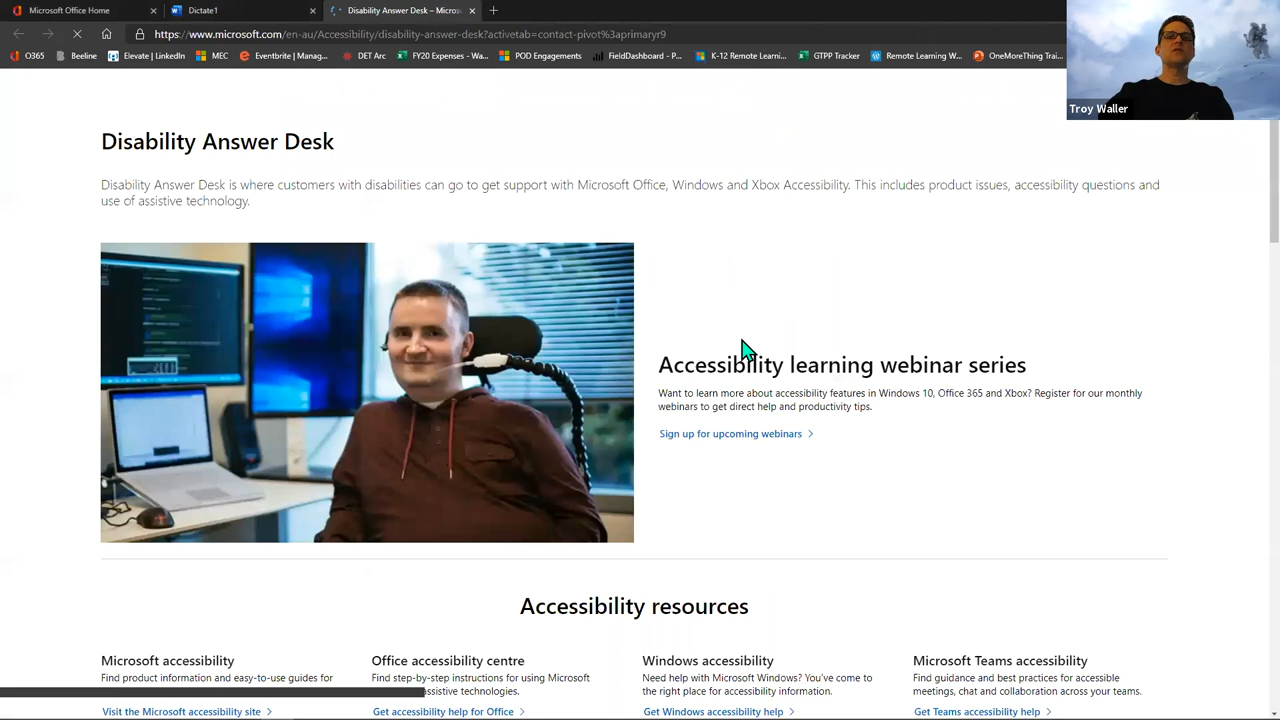 Microsoft Office Home
Dictate1
Disability Answer Desk – Micros
https://www.microsoft.com/en-au/Accessibility/disability-answer-desk?activetab=contact-pivot%3aprimaryr9
O365
Beeline
Elevate | LinkedIn
MEC
Eventbrite | Manag...
DET Arc
FY20 Expenses - Wa...
POD Engagements
FieldDashboard - P...
K-12 Remote Learni...
GTPP Tracker
Remote Learning W...
OneMoreThing Trai...
Troy Waller
Disability Answer Desk
Disability Answer Desk is where customers with disabilities can go to get support with Microsoft Office, Windows and Xbox Accessibility. This includes product issues, accessibility questions and
use of assistive technology.
Accessibility learning webinar series
Want to learn more about accessibility features in Windows 10, Office 365 and Xbox? Register for our monthly
webinars to get direct help and productivity tips.
Sign up for upcoming webinars
Accessibility resources
Microsoft accessibility
Find product information and easy-to-use guides for
Visit the Microsoft accessibility site
Office accessibility centre
Find step-by-step instructions for using Microsoft
assistive technologies.
Get accessibility help for Office
Windows accessibility
Need help with Microsoft Windows? You've come to
the right place for accessibility information.
Get Windows accessibility help
Microsoft Teams accessibility
Find guidance and best practices for accessible
meetings, chat and collaboration across your teams.
Get Teams accessibility help